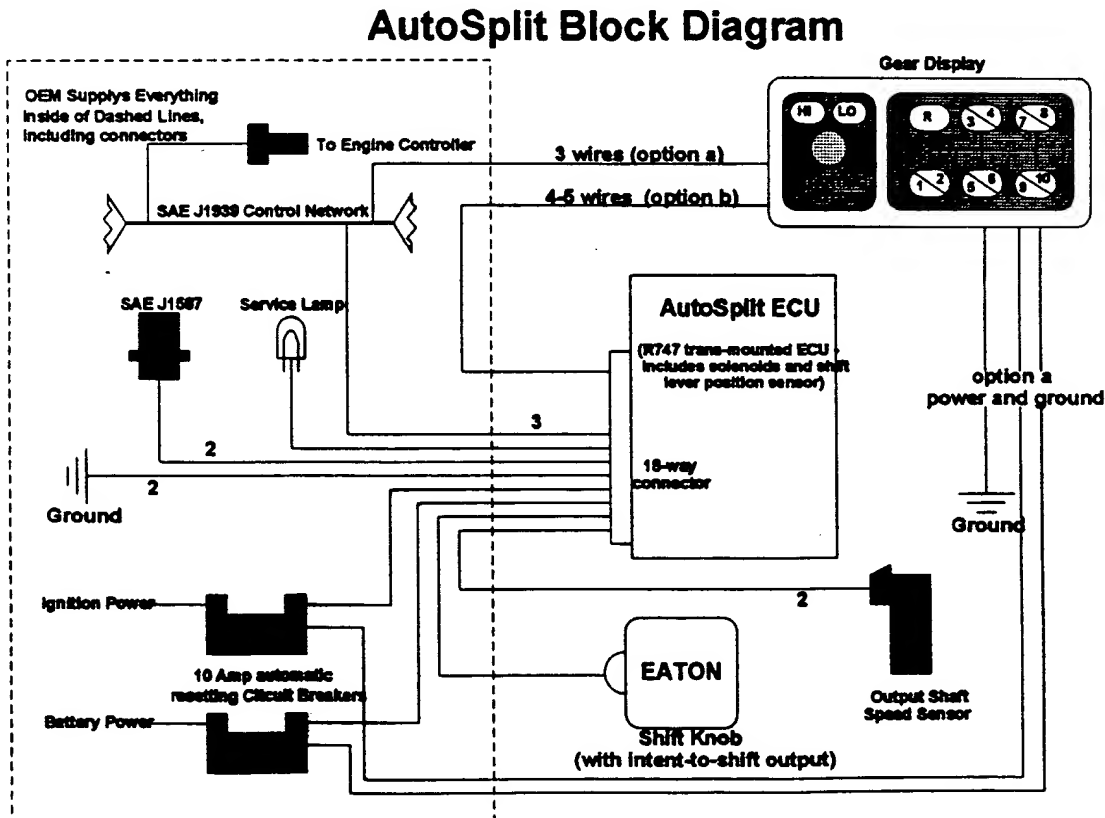 AutoSplit Block Diagram
Gear Display
OEM Supplys Everything
Inside of Dashed Lines,
including connectors
To Engine Controller
HI LO
R 3 4 7 8
1 2 5 6 9 10
3 wires (option a)
4-5 wires (option b)
SAE J1939 Control Network
SAE J1587
Service Lamp
AutoSplit ECU
(R747 trans-mounted ECU -
includes solenoids and shift
lever position sensor)
option a
power and ground
3
2
18-way
connector
2
Ground
Ground
Ignition Power
2
10 Amp automatic
resetting Circuit Breakers
EATON
Output Shaft
Speed Sensor
Battery Power
Shift Knob
(with intent-to-shift output)